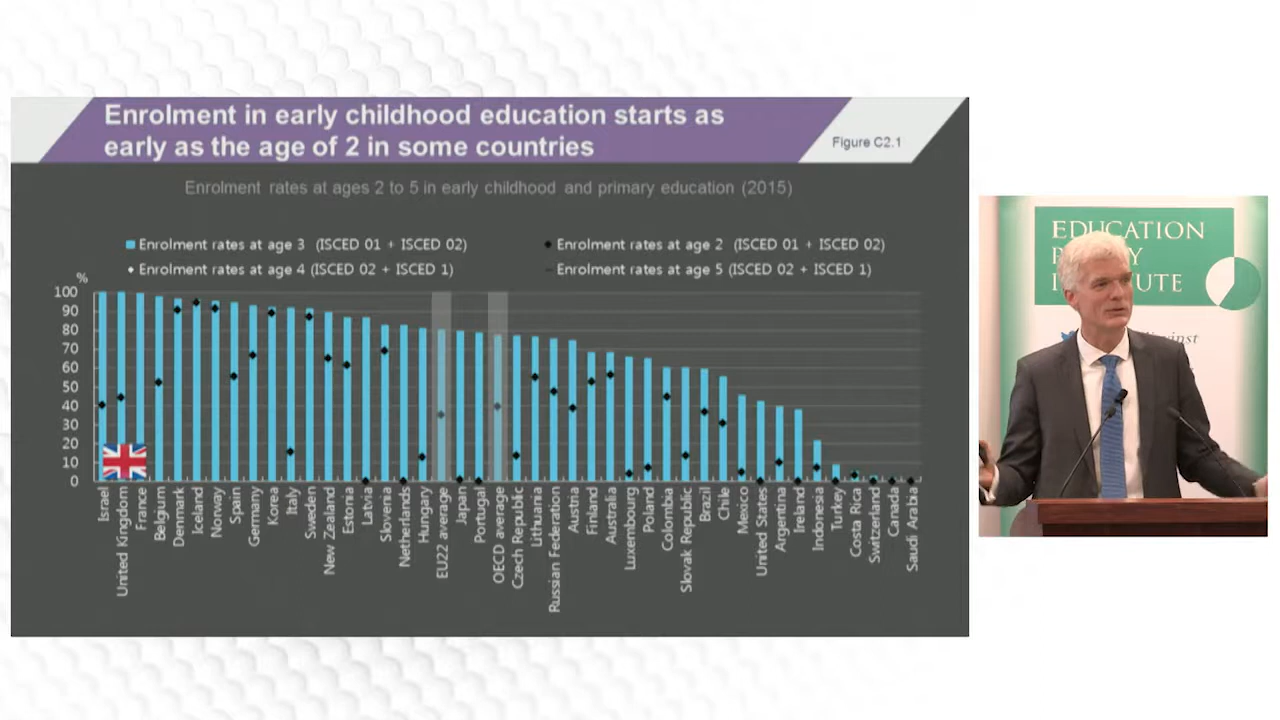 Enrolment in early childhood education starts as
early as the age of 2 in some countries
Figure C2.1
Enrolment rates at ages 2 to 5 in early childhood and primary education (2015)
Enrolment rates at age 3 (ISCED 01 + ISCED 02)
Enrolment rates at age 2 (ISCED 01 + ISCED 02)
Enrolment rates at age 4 (ISCED 02 + ISCED 1)
Enrolment rates at age 5 (ISCED 02 + ISCED 1)
%
100
90
80
70
60
50
40
30
20
10
0
Israel
United Kingdom
France
Belgium
Denmark
Iceland
Norway
Spain
Germany
Korea
Italy
Sweden
New Zealand
Estonia
Latvia
Slovenia
Netherlands
Hungary
EU22 average
Japan
Portugal
OECD average
Czech Republic
Lithuania
Russian Federation
Austria
Finland
Australia
Luxembourg
Poland
Colombia
Slovak Republic
Brazil
Chile
Mexico
United States
Argentina
Ireland
Indonesia
Turkey
Costa Rica
Switzerland
Canada
Saudi Arabia
EDUCATION